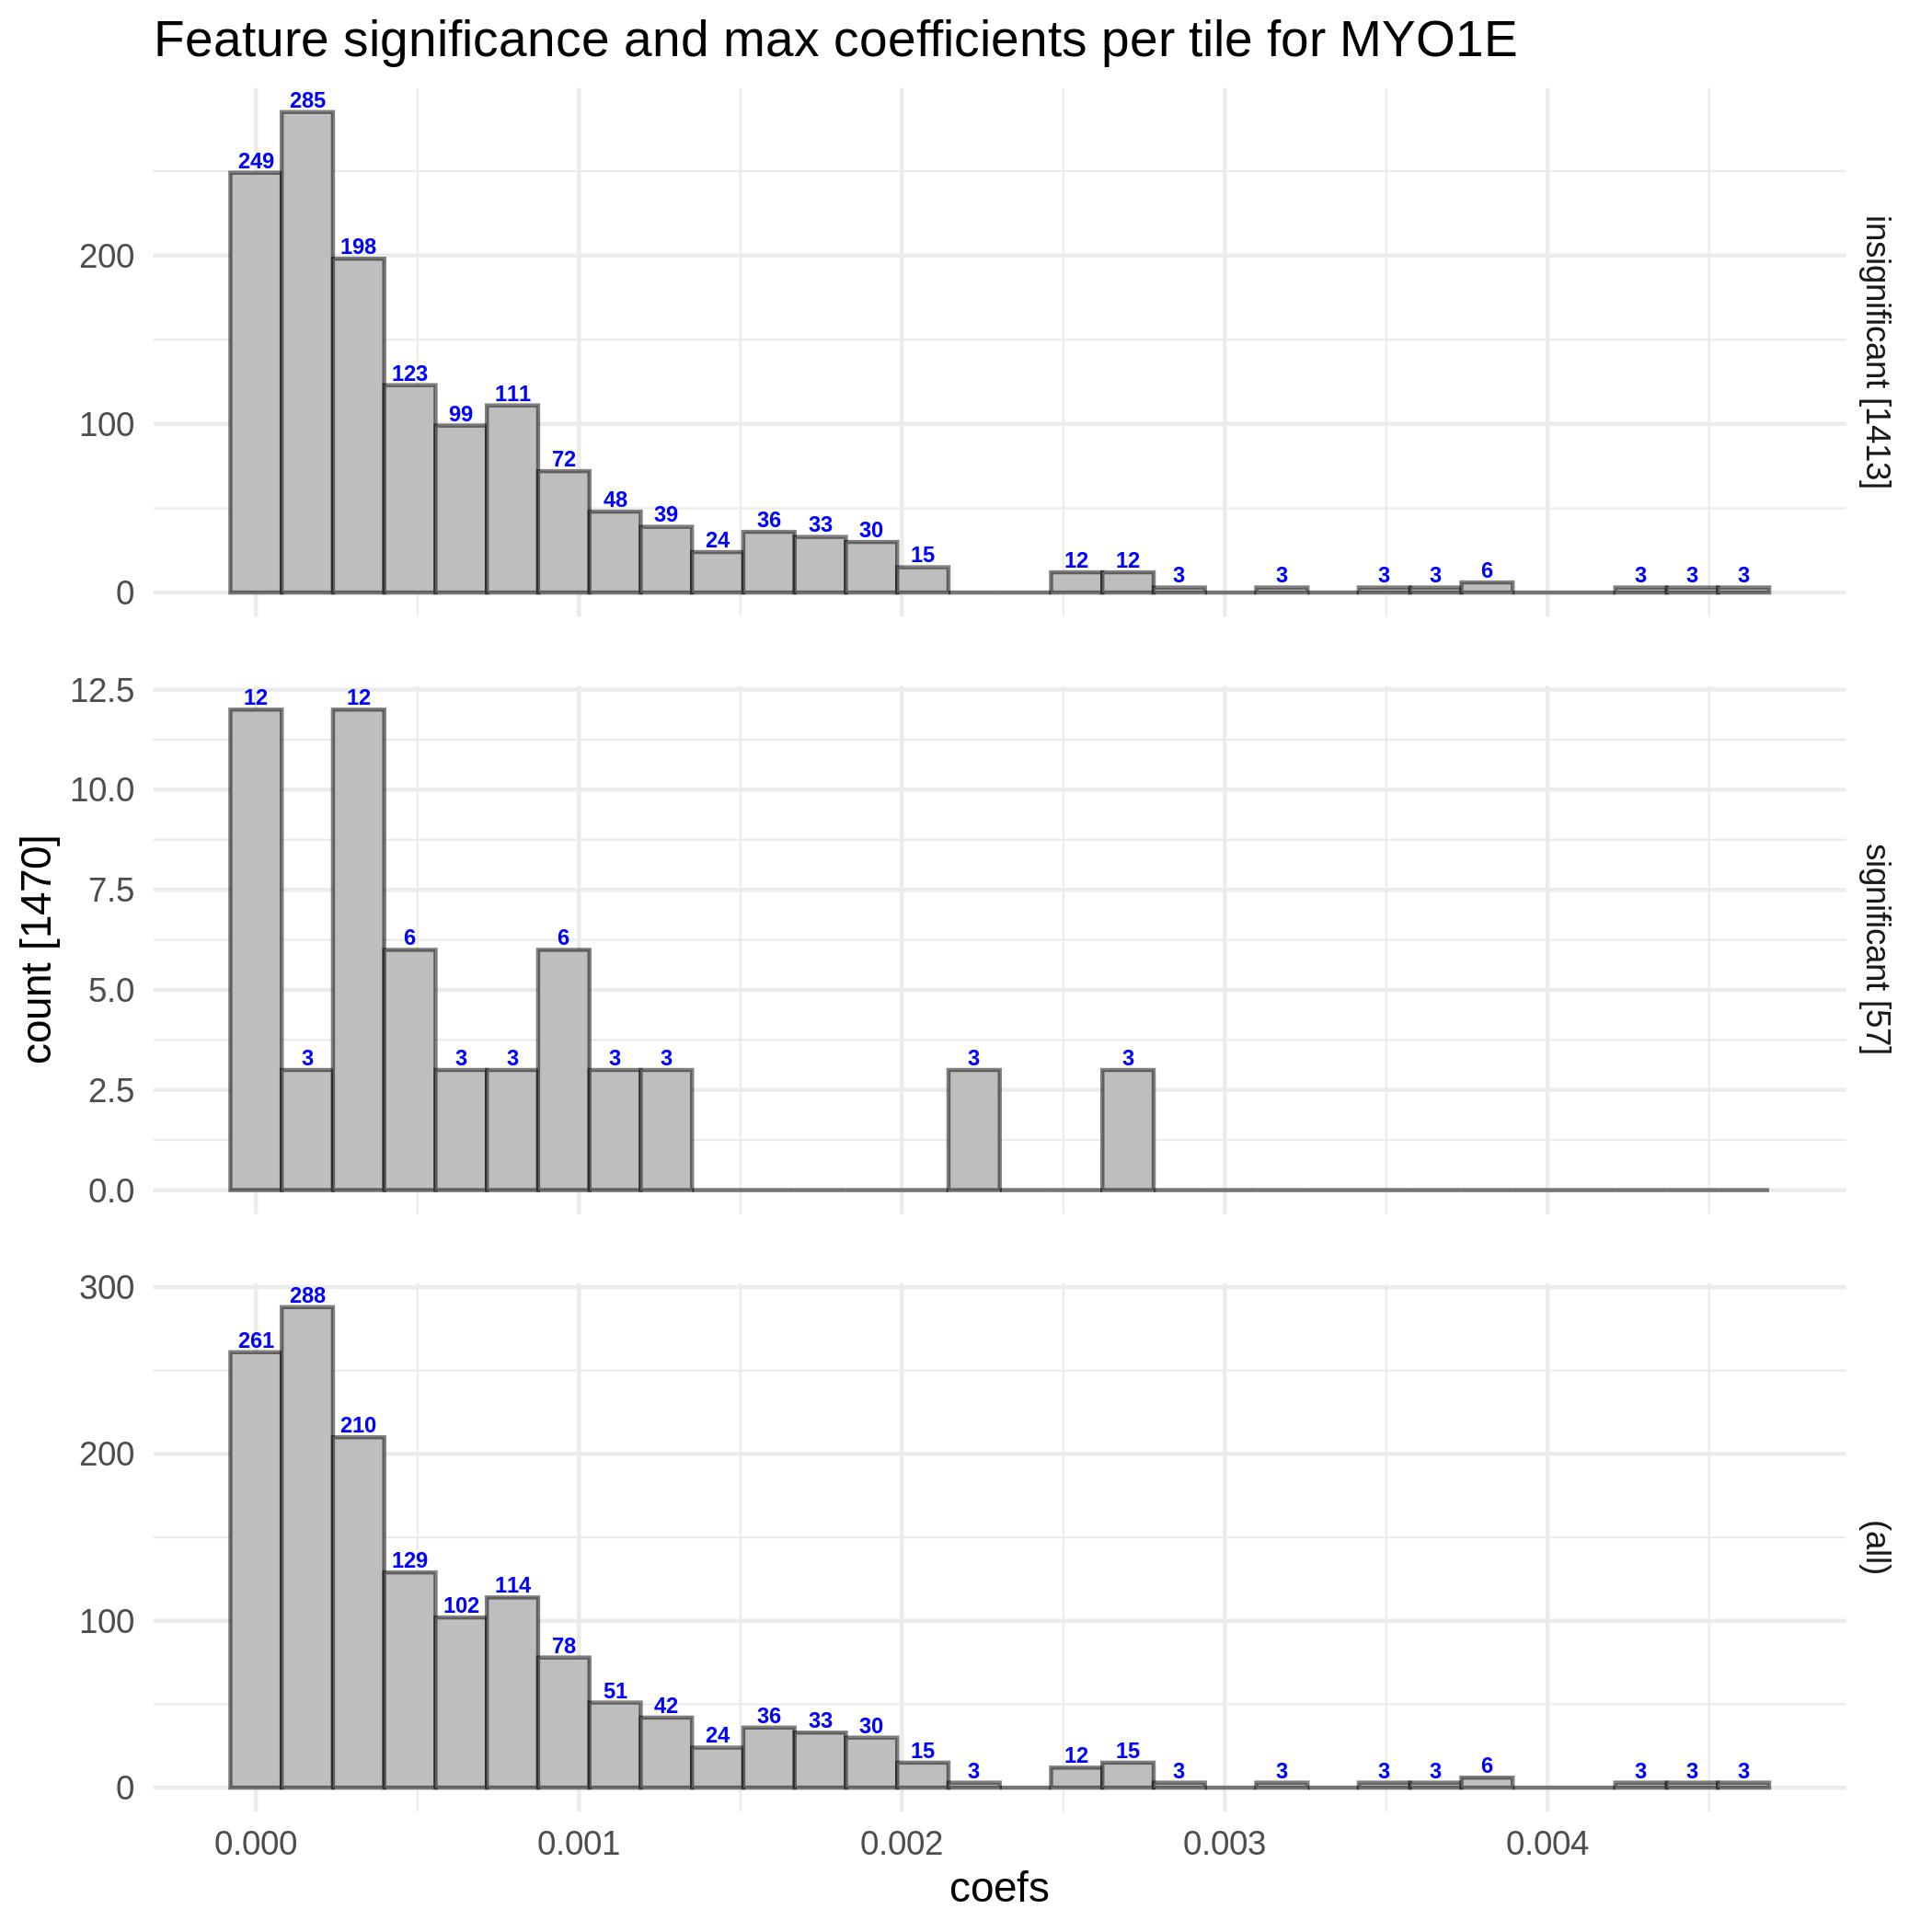 Feature significance and max coefficients per tile for MYO1E
249 285 198 123 99 111 72 48 39 24 36 33 30 15 12 12 3 3 3 3 6 3 3 3
200
100
0
insignificant [1413]
12.5
10.0
7.5
5.0
2.5
0.0
12 3 12 6 3 3 6 3 3 3 3
count [1470]
significant [57]
300
200
100
0
261 288 210 129 102 114 78 51 42 24 36 33 30 15 3 12 15 3 3 3 3 6 3 3 3
(all)
0.000 0.001 0.002 0.003 0.004
coefs